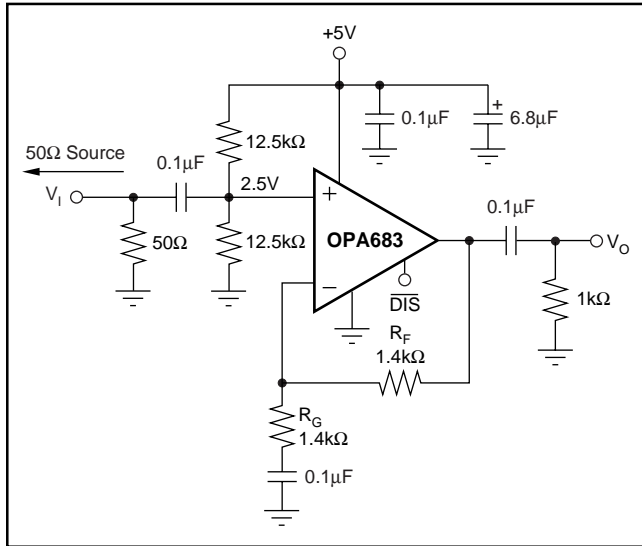 +5V
0.1μF
+
6.8μF
50Ω Source
12.5kΩ
0.1μF
V_I
2.5V
50Ω
12.5kΩ
+
OPA683
−
DIS
0.1μF
V_O
1kΩ
R_F
1.4kΩ
R_G
1.4kΩ
0.1μF